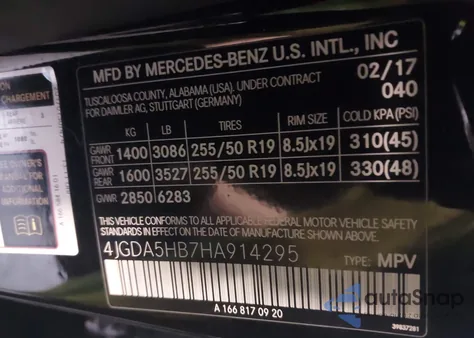 ON
CHARGEMENT
MFD BY MERCEDES-BENZ U.S. INTL., INC
TUSCALOOSA COUNTY, ALABAMA (USA). UNDER CONTRACT
FOR DAIMLER AG, STUTTGART (GERMANY)
02/17
040
KG LB TIRES RIM SIZE COLD KPA(PSI)
GAWR FRONT 1400 3086 255/50 R19 8.5Jx19 310(45)
GAWR REAR 1600 3527 255/50 R19 8.5Jx19 330(48)
GVWR 2850 6283
THIS VEHICLE CONFORMS TO ALL APPLICABLE FEDERAL MOTOR VEHICLE SAFETY
STANDARDS IN EFFECT ON THE DATE OF MANUFACTURE SHOWN ABOVE.
4JGDA5HB7HA914295
TYPE: MPV
A 166 817 09 20
autoSnap